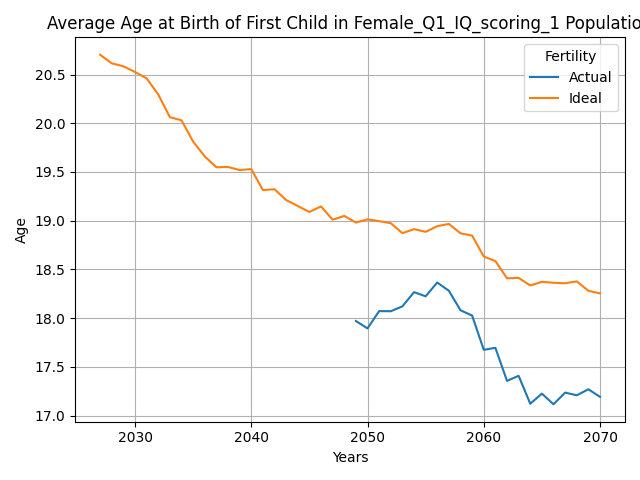 Average Age at Birth of First Child in Female_Q1_IQ_scoring_1 Populatio
Fertility
Actual
Ideal
20.5
20.0
19.5
19.0
18.5
18.0
17.5
17.0
Age
2030 2040 2050 2060 2070
Years